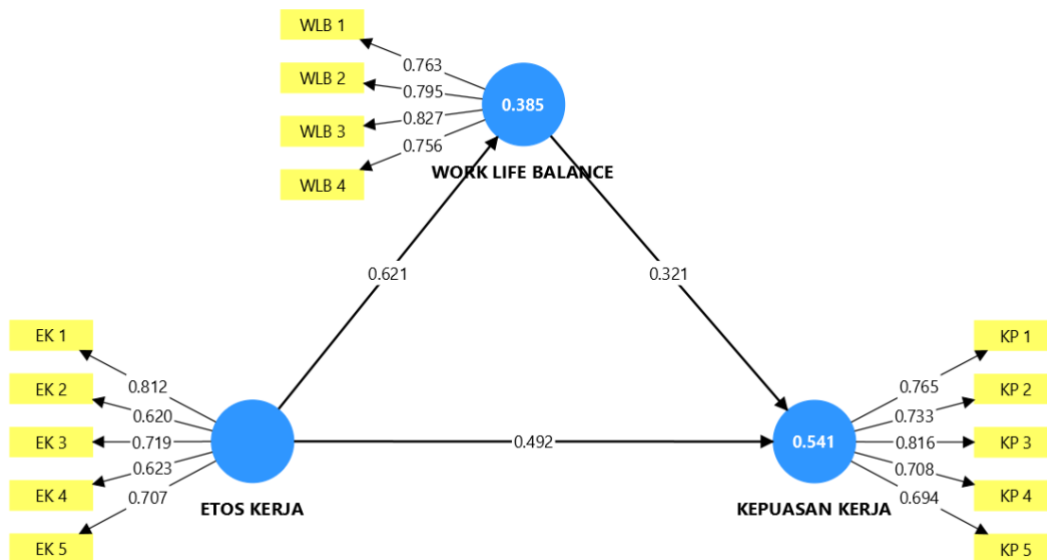 WLB 1
WLB 2
WLB 3
WLB 4
0.763
0.795
0.827
0.756
0.385
WORK LIFE BALANCE
0.621
0.321
EK 1
EK 2
EK 3
EK 4
EK 5
0.812
0.620
0.719
0.623
0.707
ETOS KERJA
0.492
0.541
KEPUASAN KERJA
0.765
0.733
0.816
0.708
0.694
KP 1
KP 2
KP 3
KP 4
KP 5